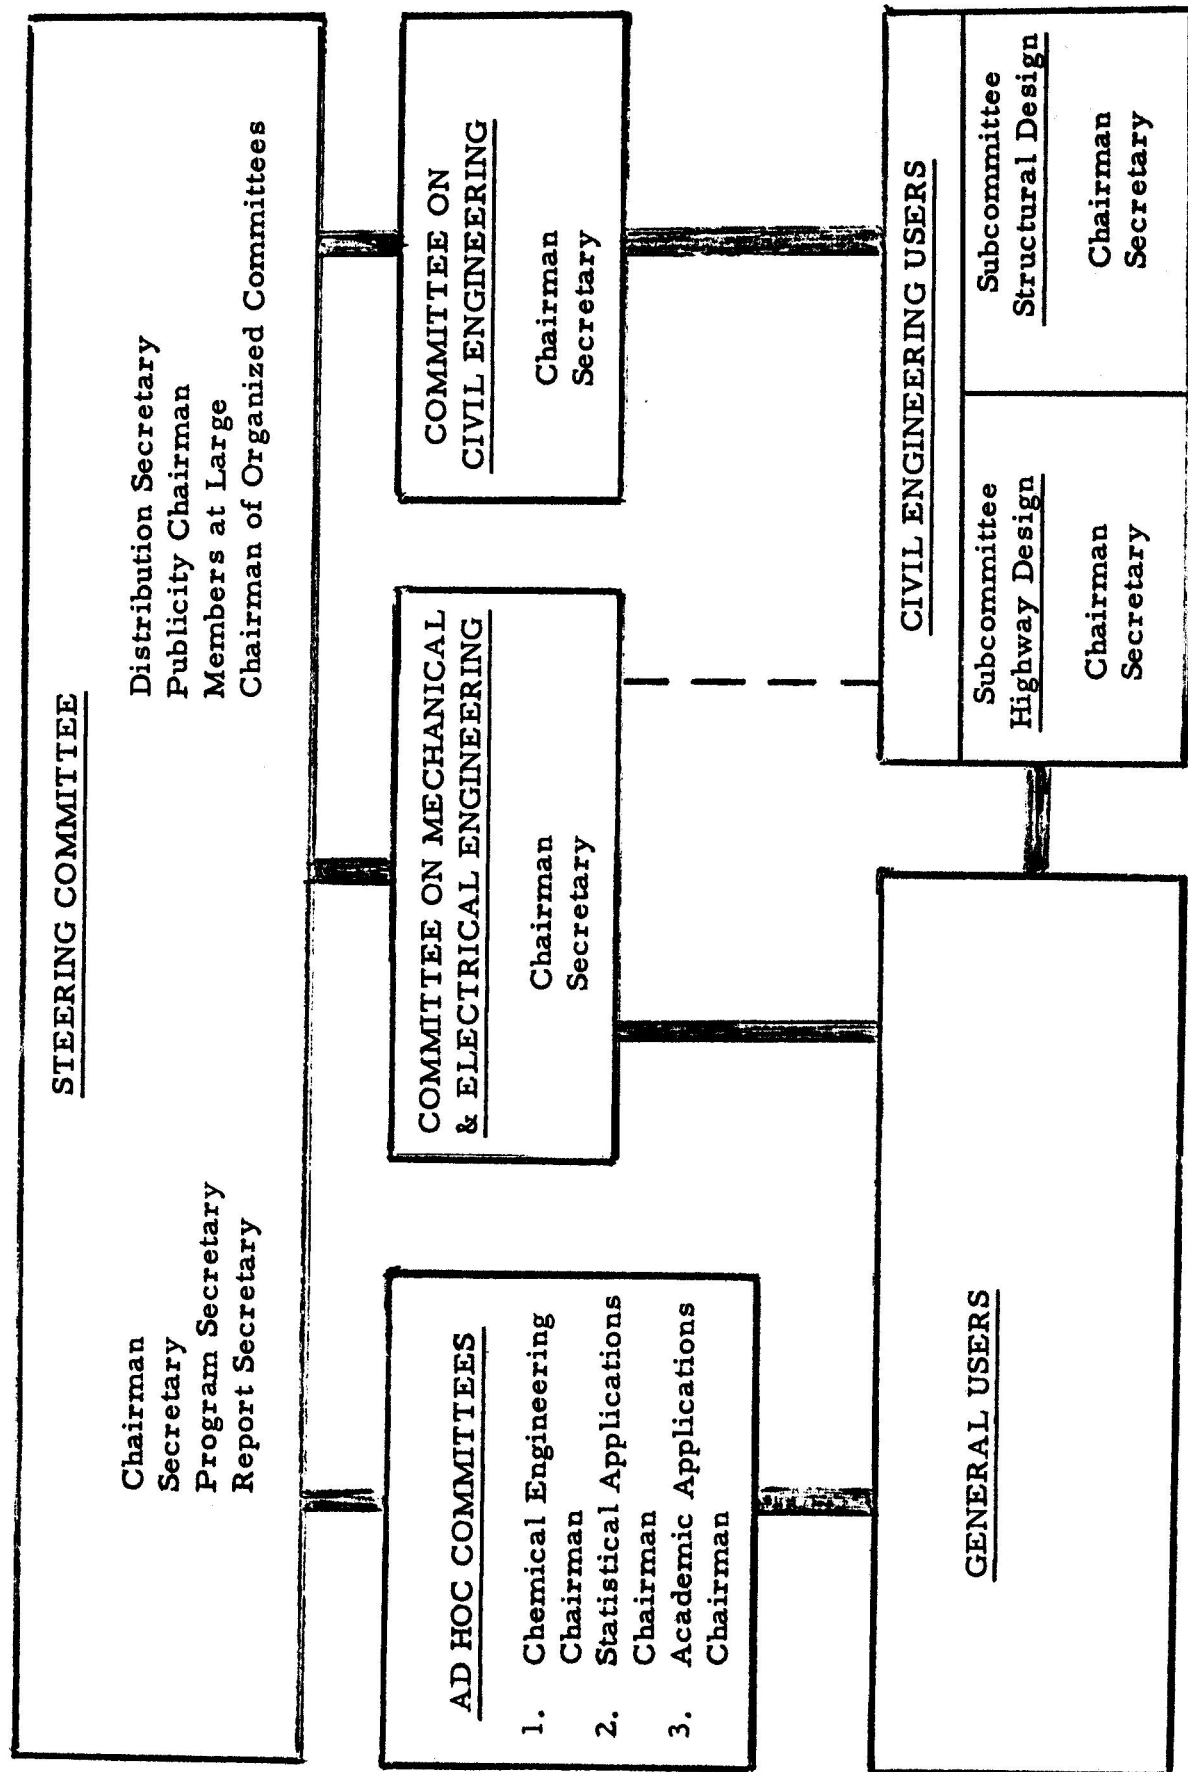 STEERING COMMITTEE
Chairman
Secretary
Program Secretary
Report Secretary
Distribution Secretary
Publicity Chairman
Members at Large
Chairman of Organized Committees
AD HOC COMMITTEES
1. Chemical Engineering
Chairman
2. Statistical Applications
Chairman
3. Academic Applications
Chairman
COMMITTEE ON MECHANICAL
& ELECTRICAL ENGINEERING
Chairman
Secretary
COMMITTEE ON
CIVIL ENGINEERING
Chairman
Secretary
GENERAL USERS
CIVIL ENGINEERING USERS
Subcommittee
Highway Design
Chairman
Secretary
Subcommittee
Structural Design
Chairman
Secretary